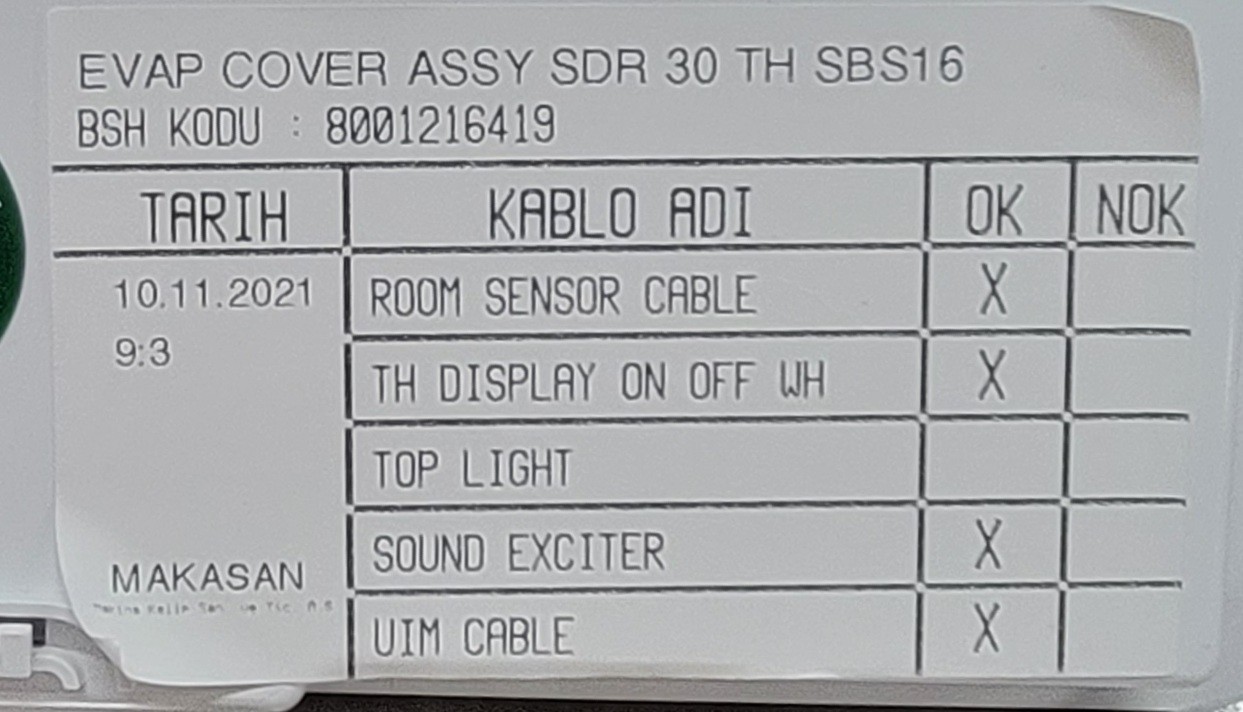 EVAP COVER ASSY SDR 30 TH SBS16
BSH KODU : 8001216419
TARIH KABLO ADI OK NOK
10.11.2021 ROOM SENSOR CABLE X
9:3
TH DISPLAY ON OFF WH X
TOP LIGHT
SOUND EXCITER X
MAKASAN
UIM CABLE X